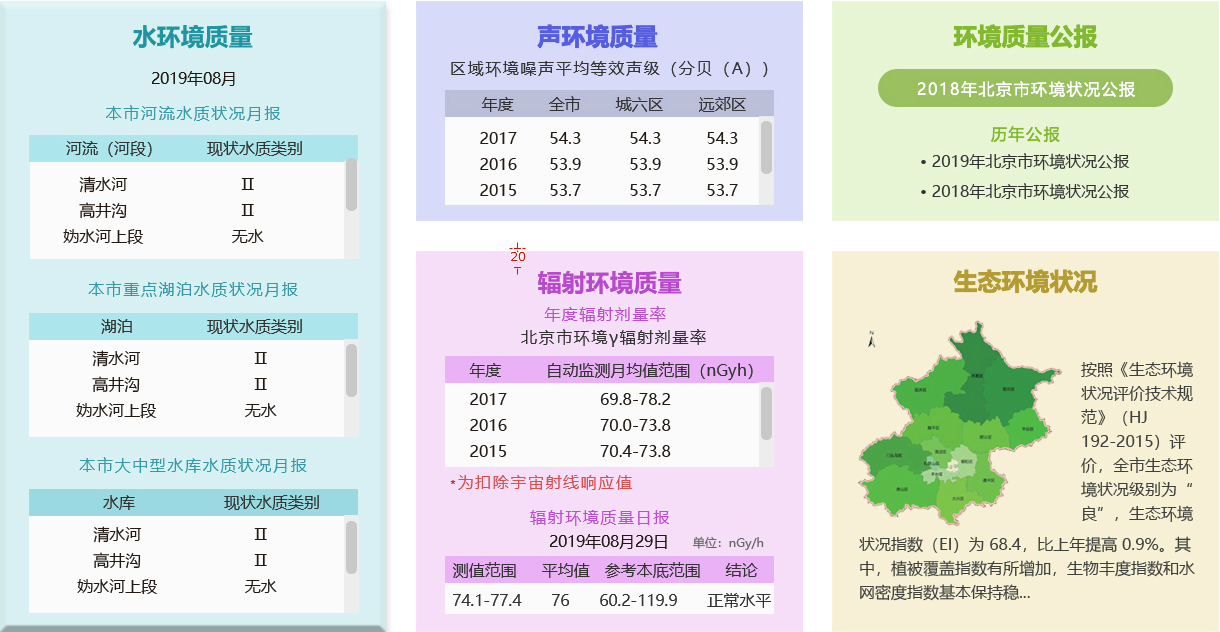 水环境质量
2019年08月
本市河流水质状况月报
河流（河段） 现状水质类别
清水河 Ⅱ
高井沟 Ⅱ
妫水河上段 无水
本市重点湖泊水质状况月报
湖泊 现状水质类别
清水河 Ⅱ
高井沟 Ⅱ
妫水河上段 无水
本市大中型水库水质状况月报
水库 现状水质类别
清水河 Ⅱ
高井沟 Ⅱ
妫水河上段 无水
声环境质量
区域环境噪声平均等效声级（分贝（A））
年度 全市 城六区 远郊区
2017 54.3 54.3 54.3
2016 53.9 53.9 53.9
2015 53.7 53.7 53.7
20
辐射环境质量
年度辐射剂量率
北京市环境γ辐射剂量率
年度 自动监测月均值范围（nGyh）
2017 69.8-78.2
2016 70.0-73.8
2015 70.4-73.8
*为扣除宇宙射线响应值
辐射环境质量日报
2019年08月29日 单位：nGy/h
测值范围 平均值 参考本底范围 结论
74.1-77.4 76 60.2-119.9 正常水平
环境质量公报
2018年北京市环境状况公报
历年公报
• 2019年北京市环境状况公报
• 2018年北京市环境状况公报
生态环境状况
N
按照《生态环境
状况评价技术规
范》（HJ
192-2015）评
价，全市生态环
境状况级别为“
良”，生态环境
状况指数（EI）为 68.4，比上年提高 0.9%。其
中，植被覆盖指数有所增加，生物丰度指数和水
网密度指数基本保持稳...